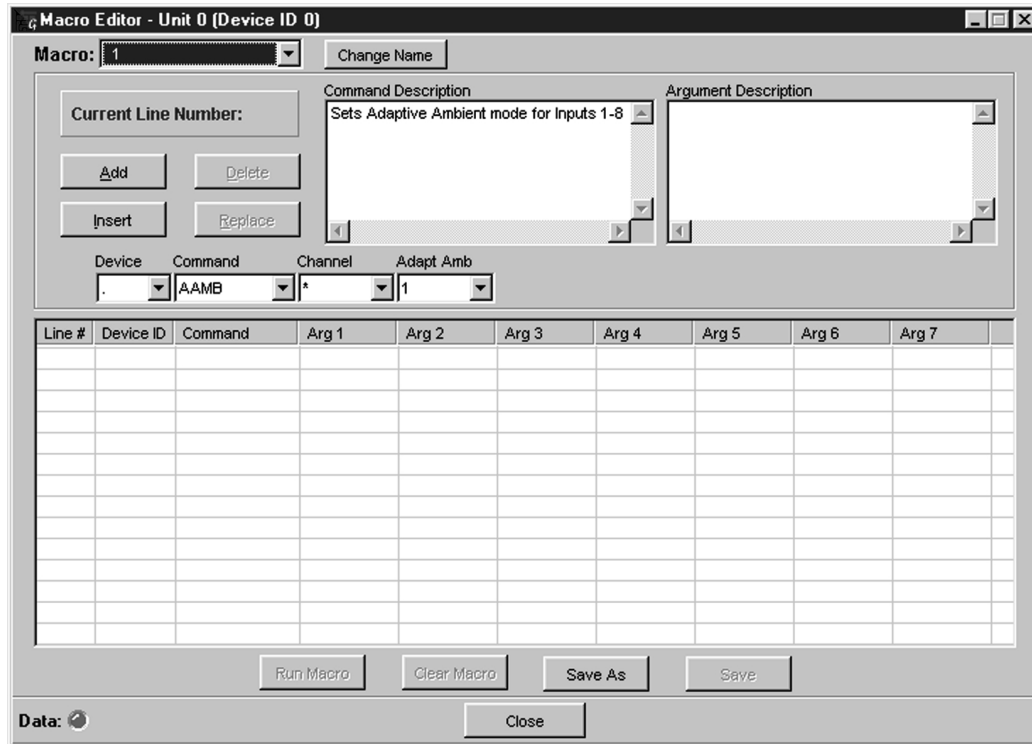 Macro Editor - Unit 0 (Device ID 0)
Macro: 1 Change Name
Current Line Number:
Command Description
Argument Description
Sets Adaptive Ambient mode for Inputs 1-8
Add Delete
Insert Replace
Device Command Channel Adapt Amb
. AAMB * 1
Line # Device ID Command Arg 1 Arg 2 Arg 3 Arg 4 Arg 5 Arg 6 Arg 7
Run Macro Clear Macro Save As Save
Data: Close